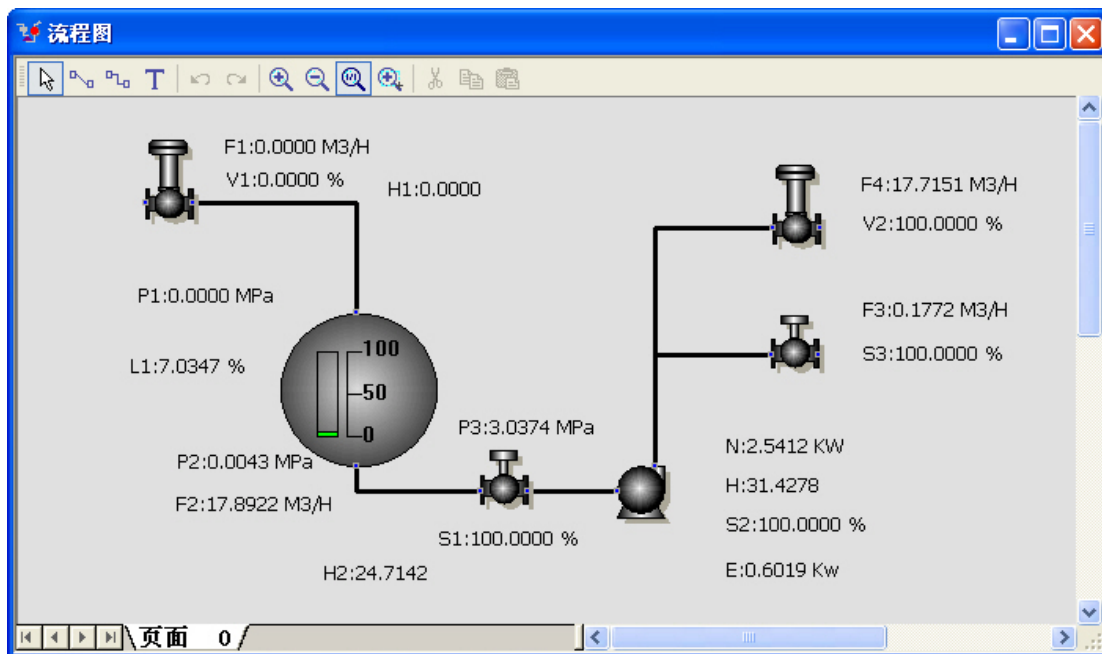 流程图
T
F1:0.0000 M3/H
V1:0.0000 %
H1:0.0000
F4:17.7151 M3/H
V2:100.0000 %
P1:0.0000 MPa
F3:0.1772 M3/H
L1:7.0347 %
S3:100.0000 %
100
50
0
P3:3.0374 MPa
P2:0.0043 MPa
N:2.5412 KW
F2:17.8922 M3/H
H:31.4278
S1:100.0000 %
S2:100.0000 %
H2:24.7142
E:0.6019 Kw
页面 0